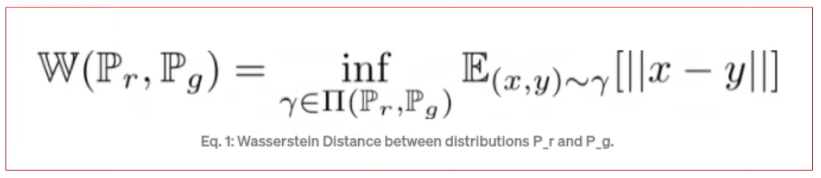 𝕎(ℙ_r, ℙ_g) = inf_{γ∈Π(ℙ_r,ℙ_g)} 𝔼_{(x,y)∼γ}[||x − y||]
Eq. 1: Wasserstein Distance between distributions P_r and P_g.